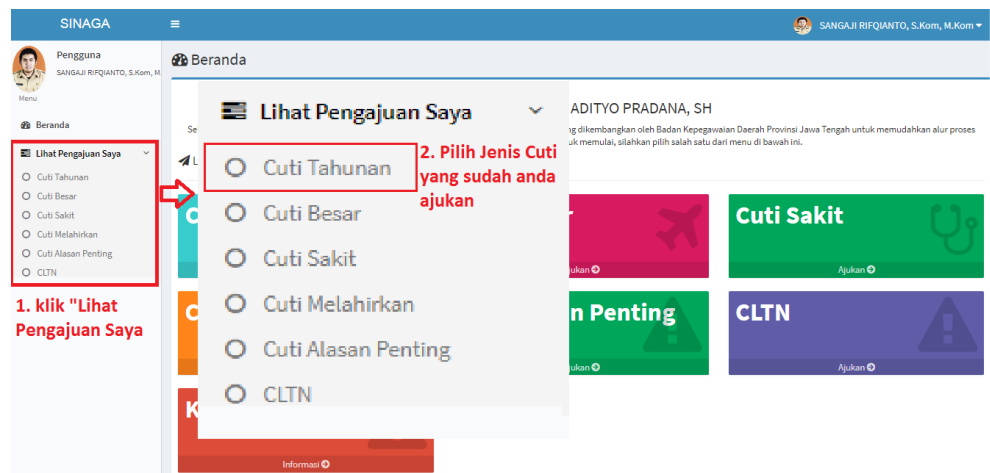 SINAGA
SANGAJI RIFQIANTO, S.Kom, M.Kom
Pengguna
SANGAJI RIFQIANTO, S.Kom, M.
Menu
Beranda
Lihat Pengajuan Saya
Cuti Tahunan
Cuti Besar
Cuti Sakit
Cuti Melahirkan
Cuti Alasan Penting
CLTN
1. klik "Lihat
Pengajuan Saya
Beranda
ADITYO PRADANA, SH
Se
dikembangkan oleh Badan Kepegawaian Daerah Provinsi Jawa Tengah untuk memudahkan alur proses
uk memulai, silahkan pilih salah satu dari menu di bawah ini.
L
Lihat Pengajuan Saya
Cuti Tahunan
Cuti Besar
Cuti Sakit
Cuti Melahirkan
Cuti Alasan Penting
CLTN
2. Pilih Jenis Cuti
yang sudah anda
ajukan
C
r
jukan
Cuti Sakit
Ajukan
C
n Penting
jukan
CLTN
Ajukan
K
Informasi